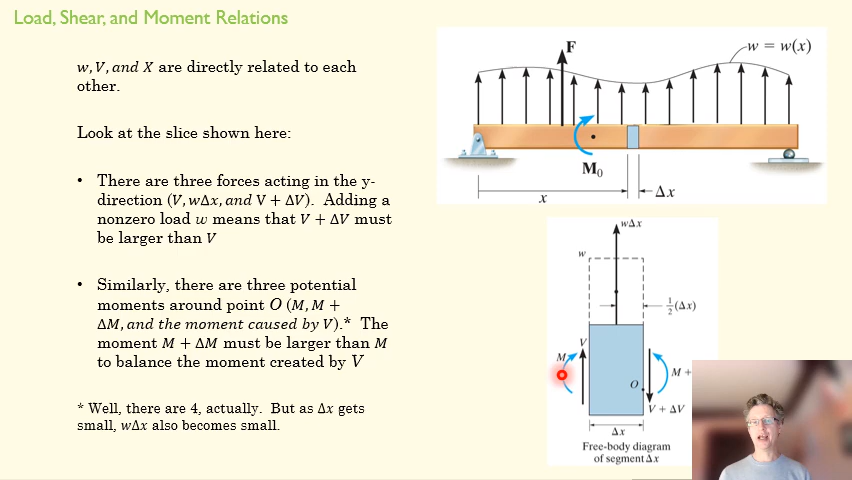 Load, Shear, and Moment Relations
w, V, and X are directly related to each
other.
Look at the slice shown here:
• There are three forces acting in the y-
direction (V, wΔx, and V + ΔV). Adding a
nonzero load w means that V + ΔV must
be larger than V
• Similarly, there are three potential
moments around point O (M, M +
ΔM, and the moment caused by V).* The
moment M + ΔM must be larger than M
to balance the moment created by V
* Well, there are 4, actually. But as Δx gets
small, wΔx also becomes small.
F
w = w(x)
M₀
x
Δx
wΔx
w
½(Δx)
V
M
M +
O
V + ΔV
Δx
Free-body diagram
of segment Δx